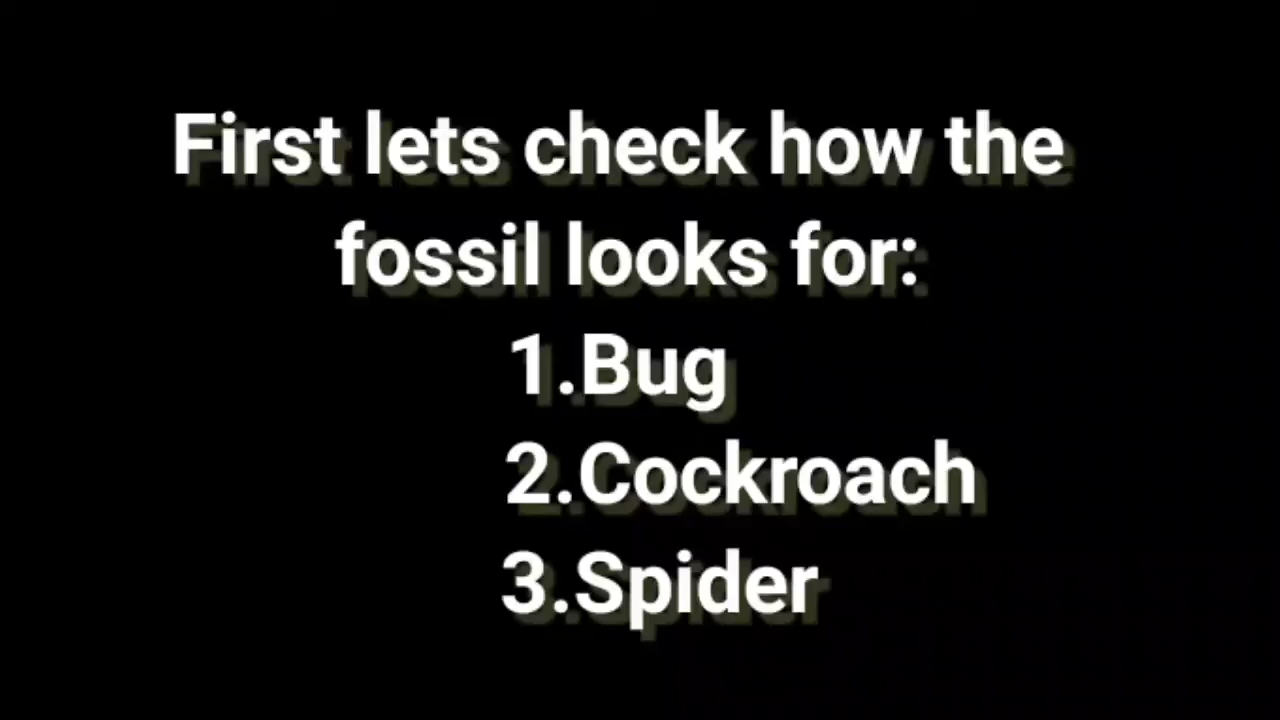 First lets check how the
fossil looks for:
1.Bug
2.Cockroach
3.Spider